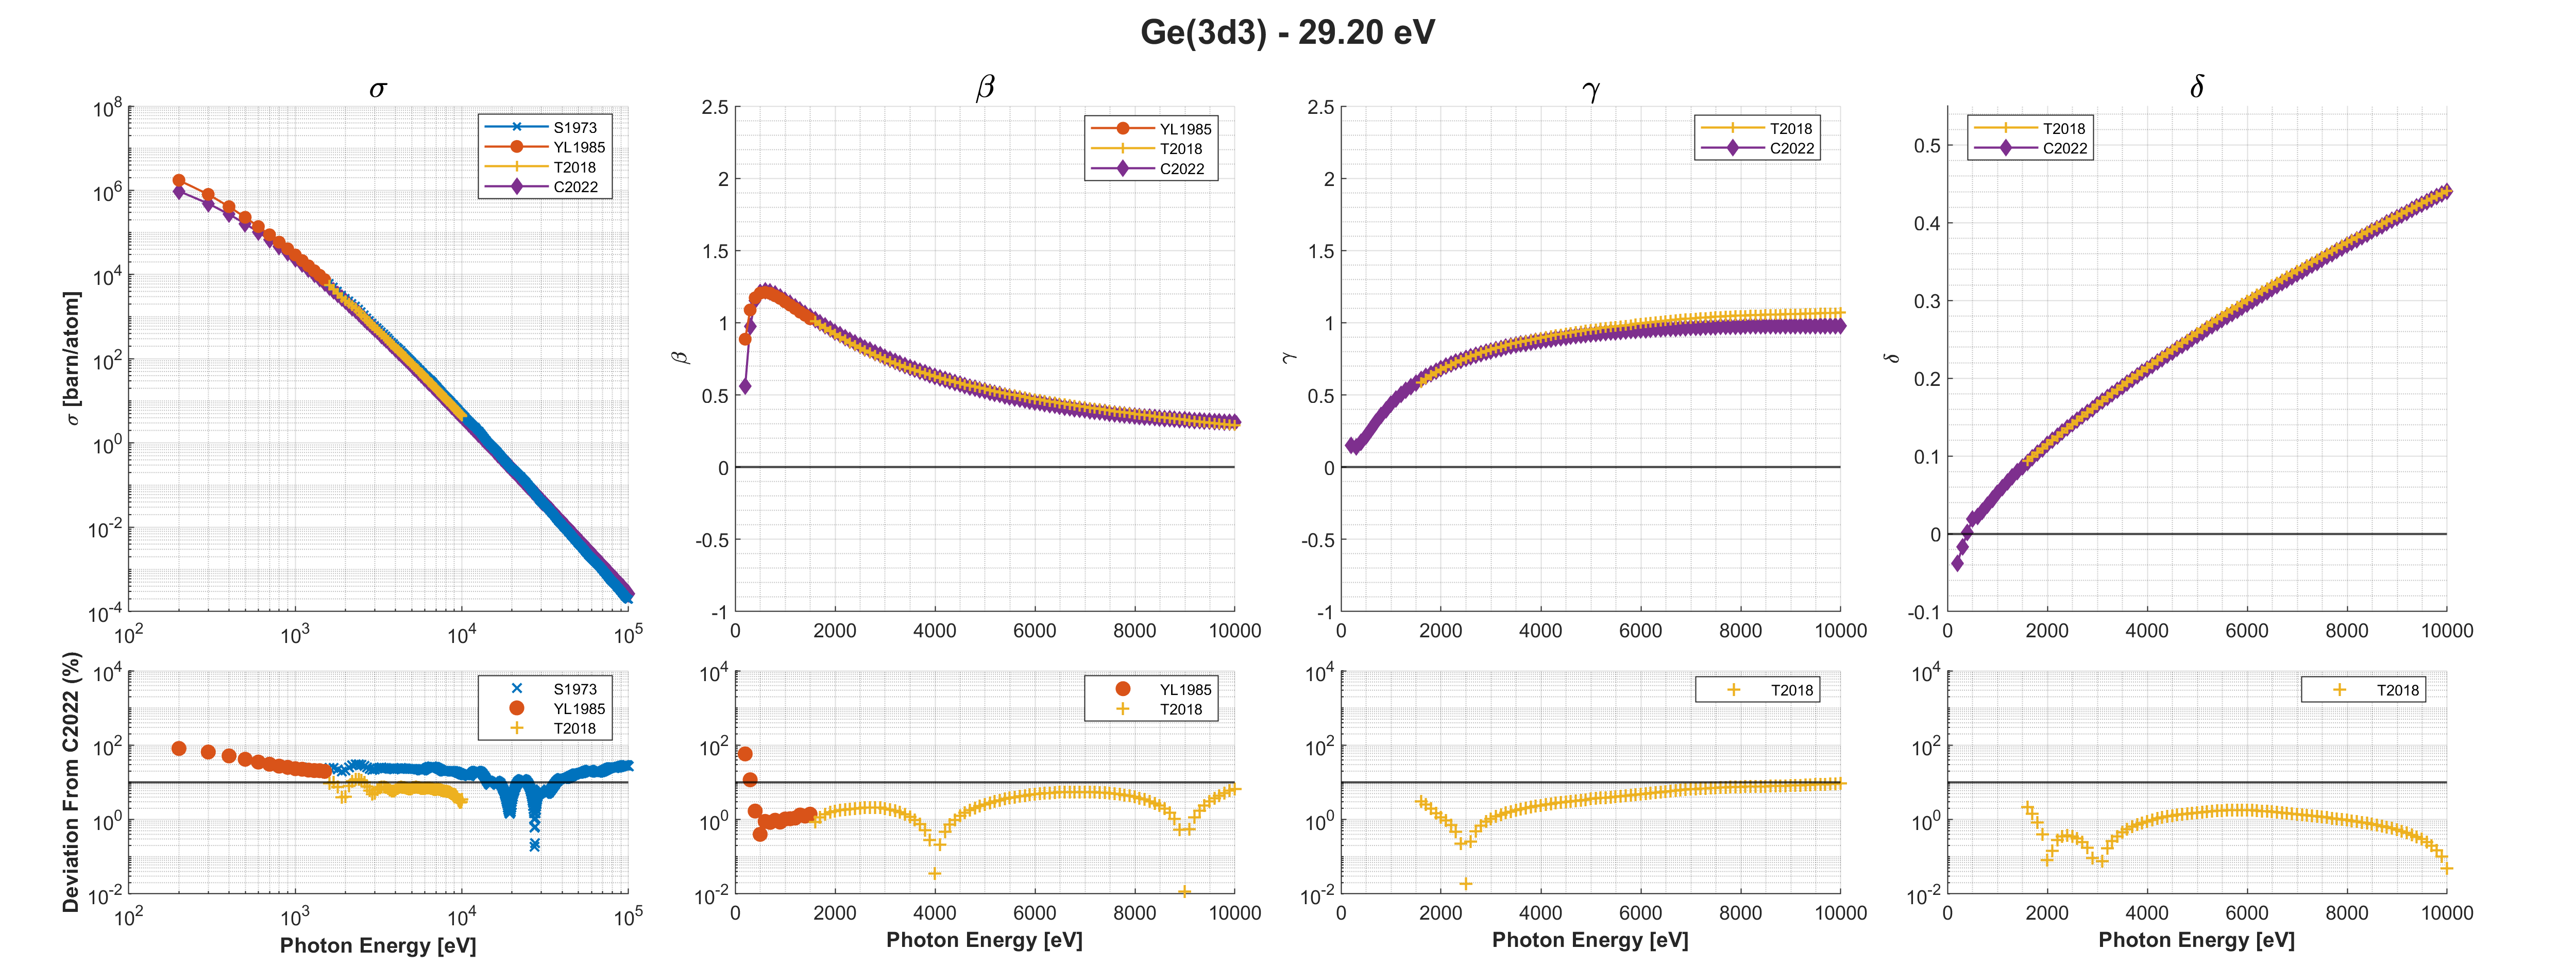 Ge(3d3) - 29.20 eV
σ
σ [barn/atom]
10^8
10^6
10^4
10^2
10^0
10^-2
10^-4
10^2
10^3
10^4
10^5
S1973
YL1985
T2018
C2022
β
β
2.5
2
1.5
1
0.5
0
-0.5
-1
0
2000
4000
6000
8000
10000
YL1985
T2018
C2022
γ
γ
2.5
2
1.5
1
0.5
0
-0.5
-1
0
2000
4000
6000
8000
10000
T2018
C2022
δ
δ
0.5
0.4
0.3
0.2
0.1
0
-0.1
0
2000
4000
6000
8000
10000
T2018
C2022
Deviation From C2022 (%)
10^4
10^2
10^0
10^-2
10^2
10^3
10^4
10^5
Photon Energy [eV]
S1973
YL1985
T2018
10^4
10^2
10^0
10^-2
0
2000
4000
6000
8000
10000
Photon Energy [eV]
YL1985
T2018
10^4
10^2
10^0
10^-2
0
2000
4000
6000
8000
10000
Photon Energy [eV]
T2018
10^4
10^2
10^0
10^-2
0
2000
4000
6000
8000
10000
Photon Energy [eV]
T2018